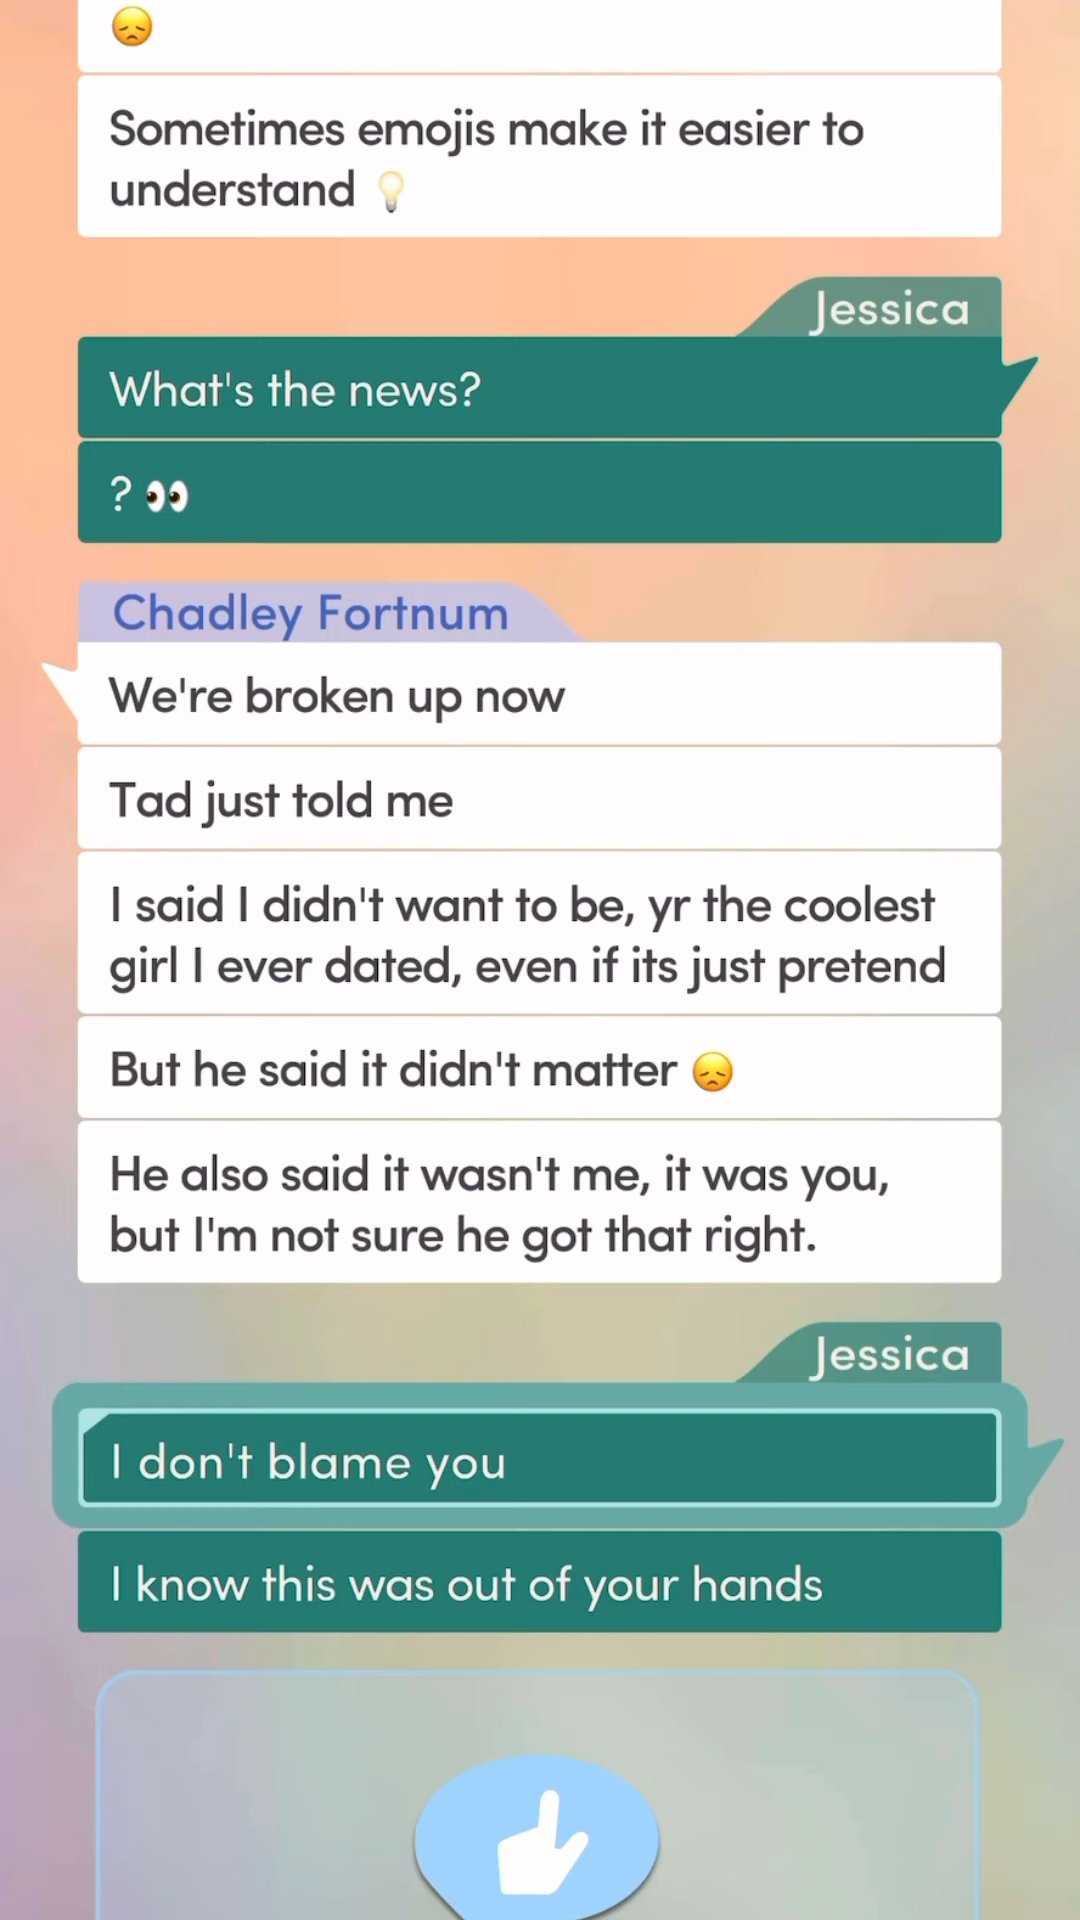 😞
Sometimes emojis make it easier to
understand 💡
Jessica
What's the news?
? 👀
Chadley Fortnum
We're broken up now
Tad just told me
I said I didn't want to be, yr the coolest
girl I ever dated, even if its just pretend
But he said it didn't matter 😞
He also said it wasn't me, it was you,
but I'm not sure he got that right.
Jessica
I don't blame you
I know this was out of your hands